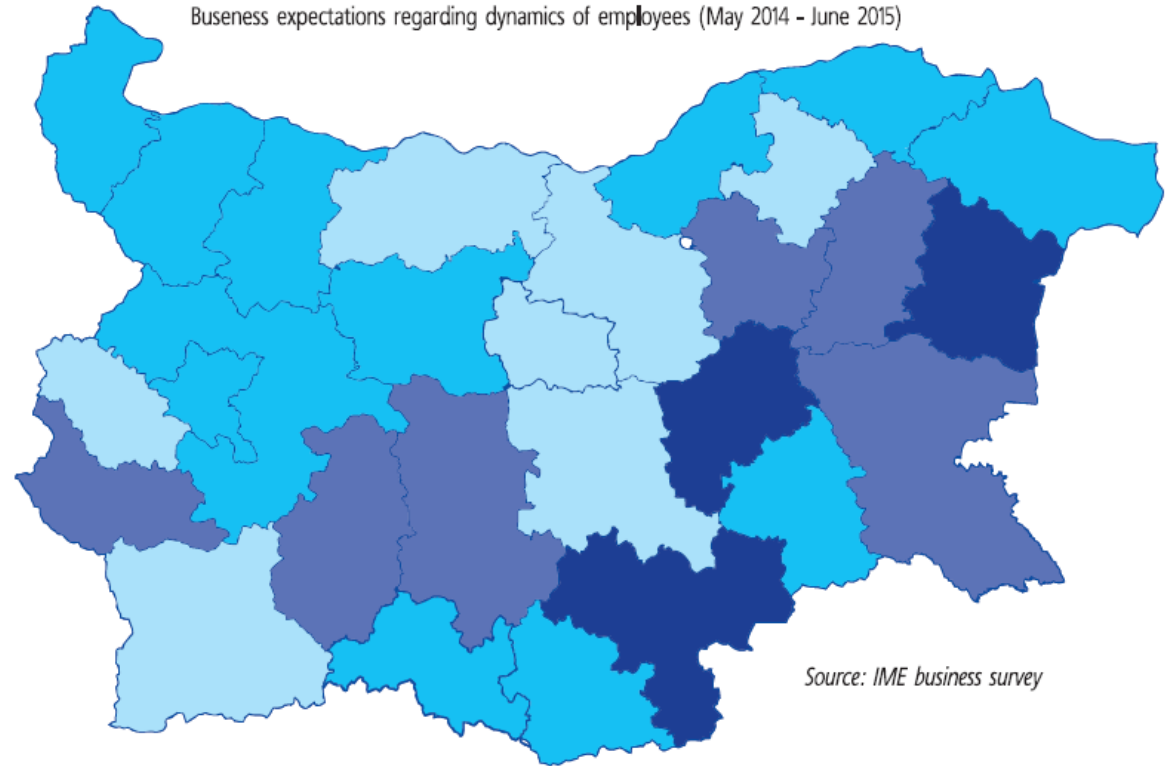 Buseness expectations regarding dynamics of employees (May 2014 - June 2015)
Source: IME business survey